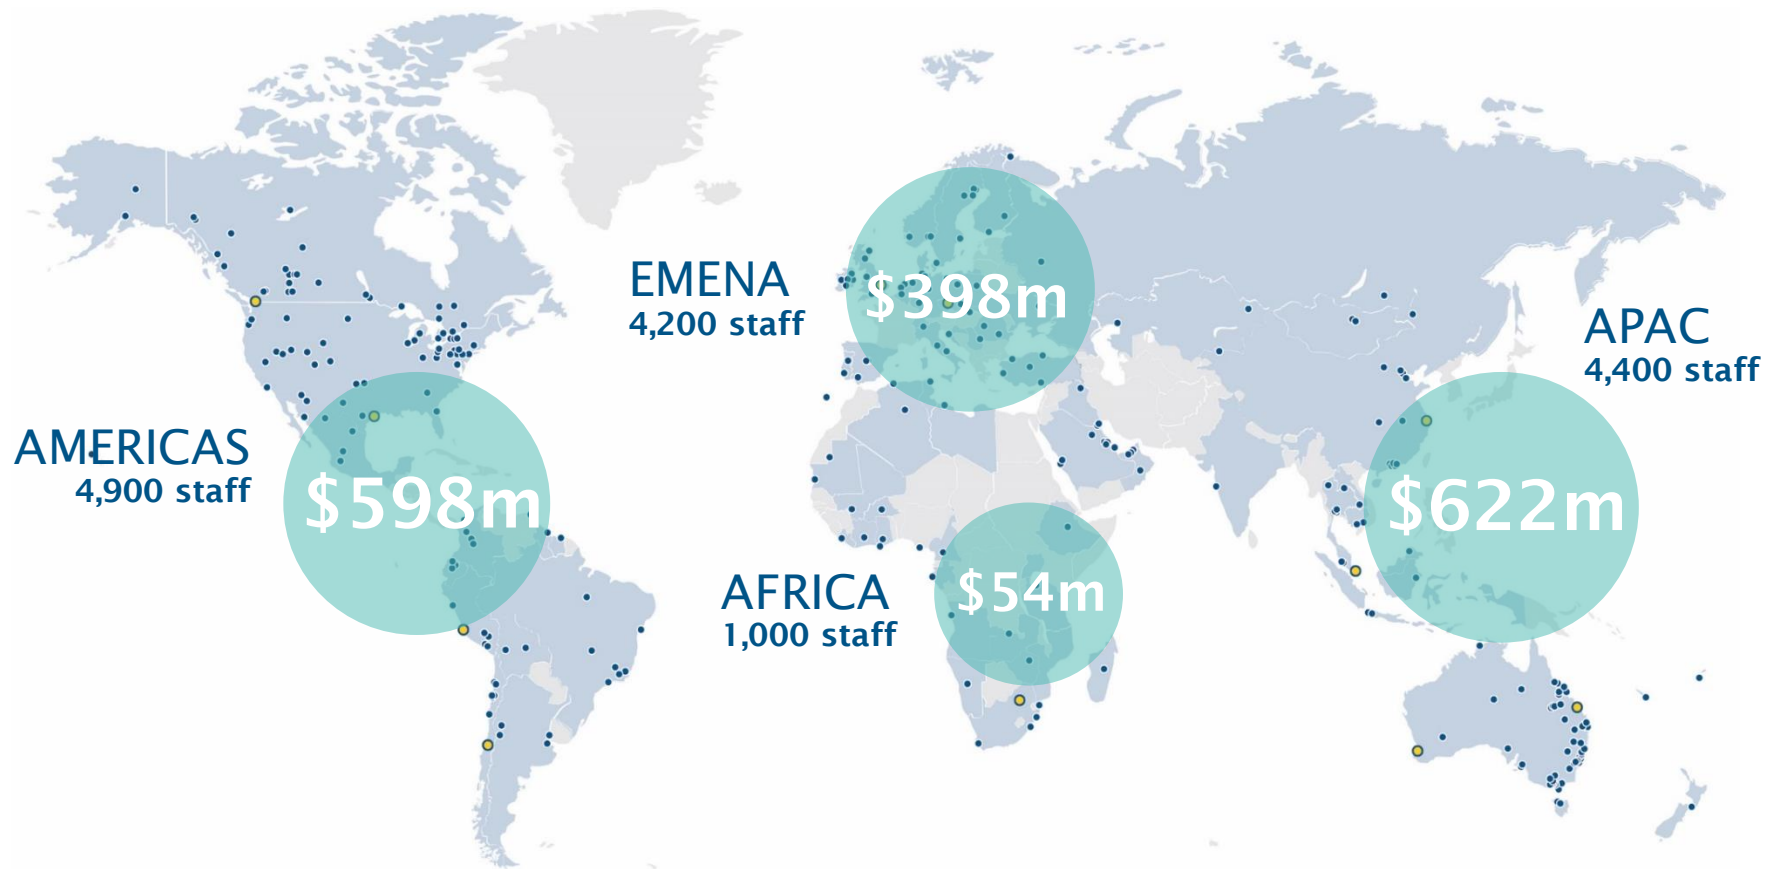 EMENA
4,200 staff
$398m
APAC
4,400 staff
$622m
AMERICAS
4,900 staff
$598m
AFRICA
1,000 staff
$54m